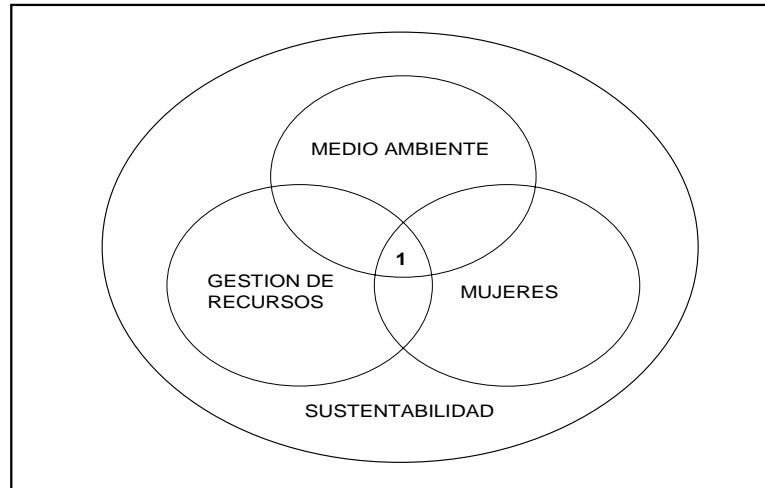 MEDIO AMBIENTE
1
GESTION DE
RECURSOS
MUJERES
SUSTENTABILIDAD